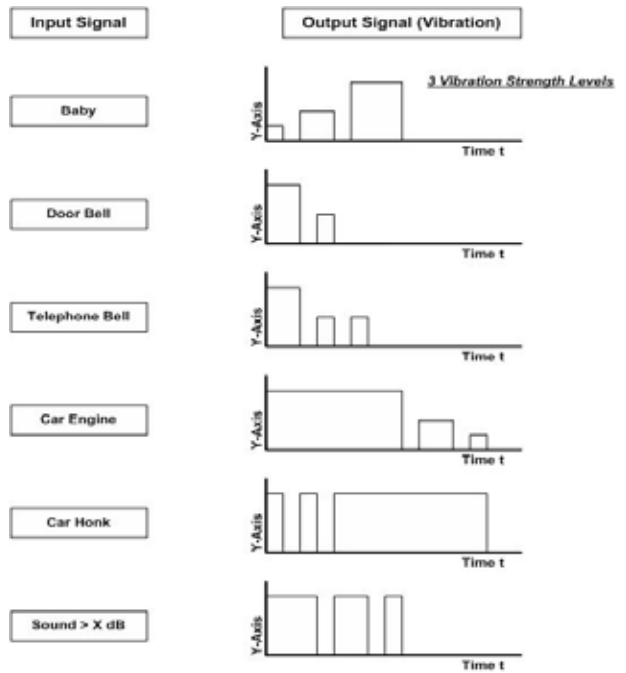 Input Signal
Output Signal (Vibration)
3 Vibration Strength Levels
Baby
Y-Axis
Time t
Door Bell
Y-Axis
Time t
Telephone Bell
Y-Axis
Time t
Car Engine
Y-Axis
Time t
Car Honk
Y-Axis
Time t
Sound > X dB
Y-Axis
Time t